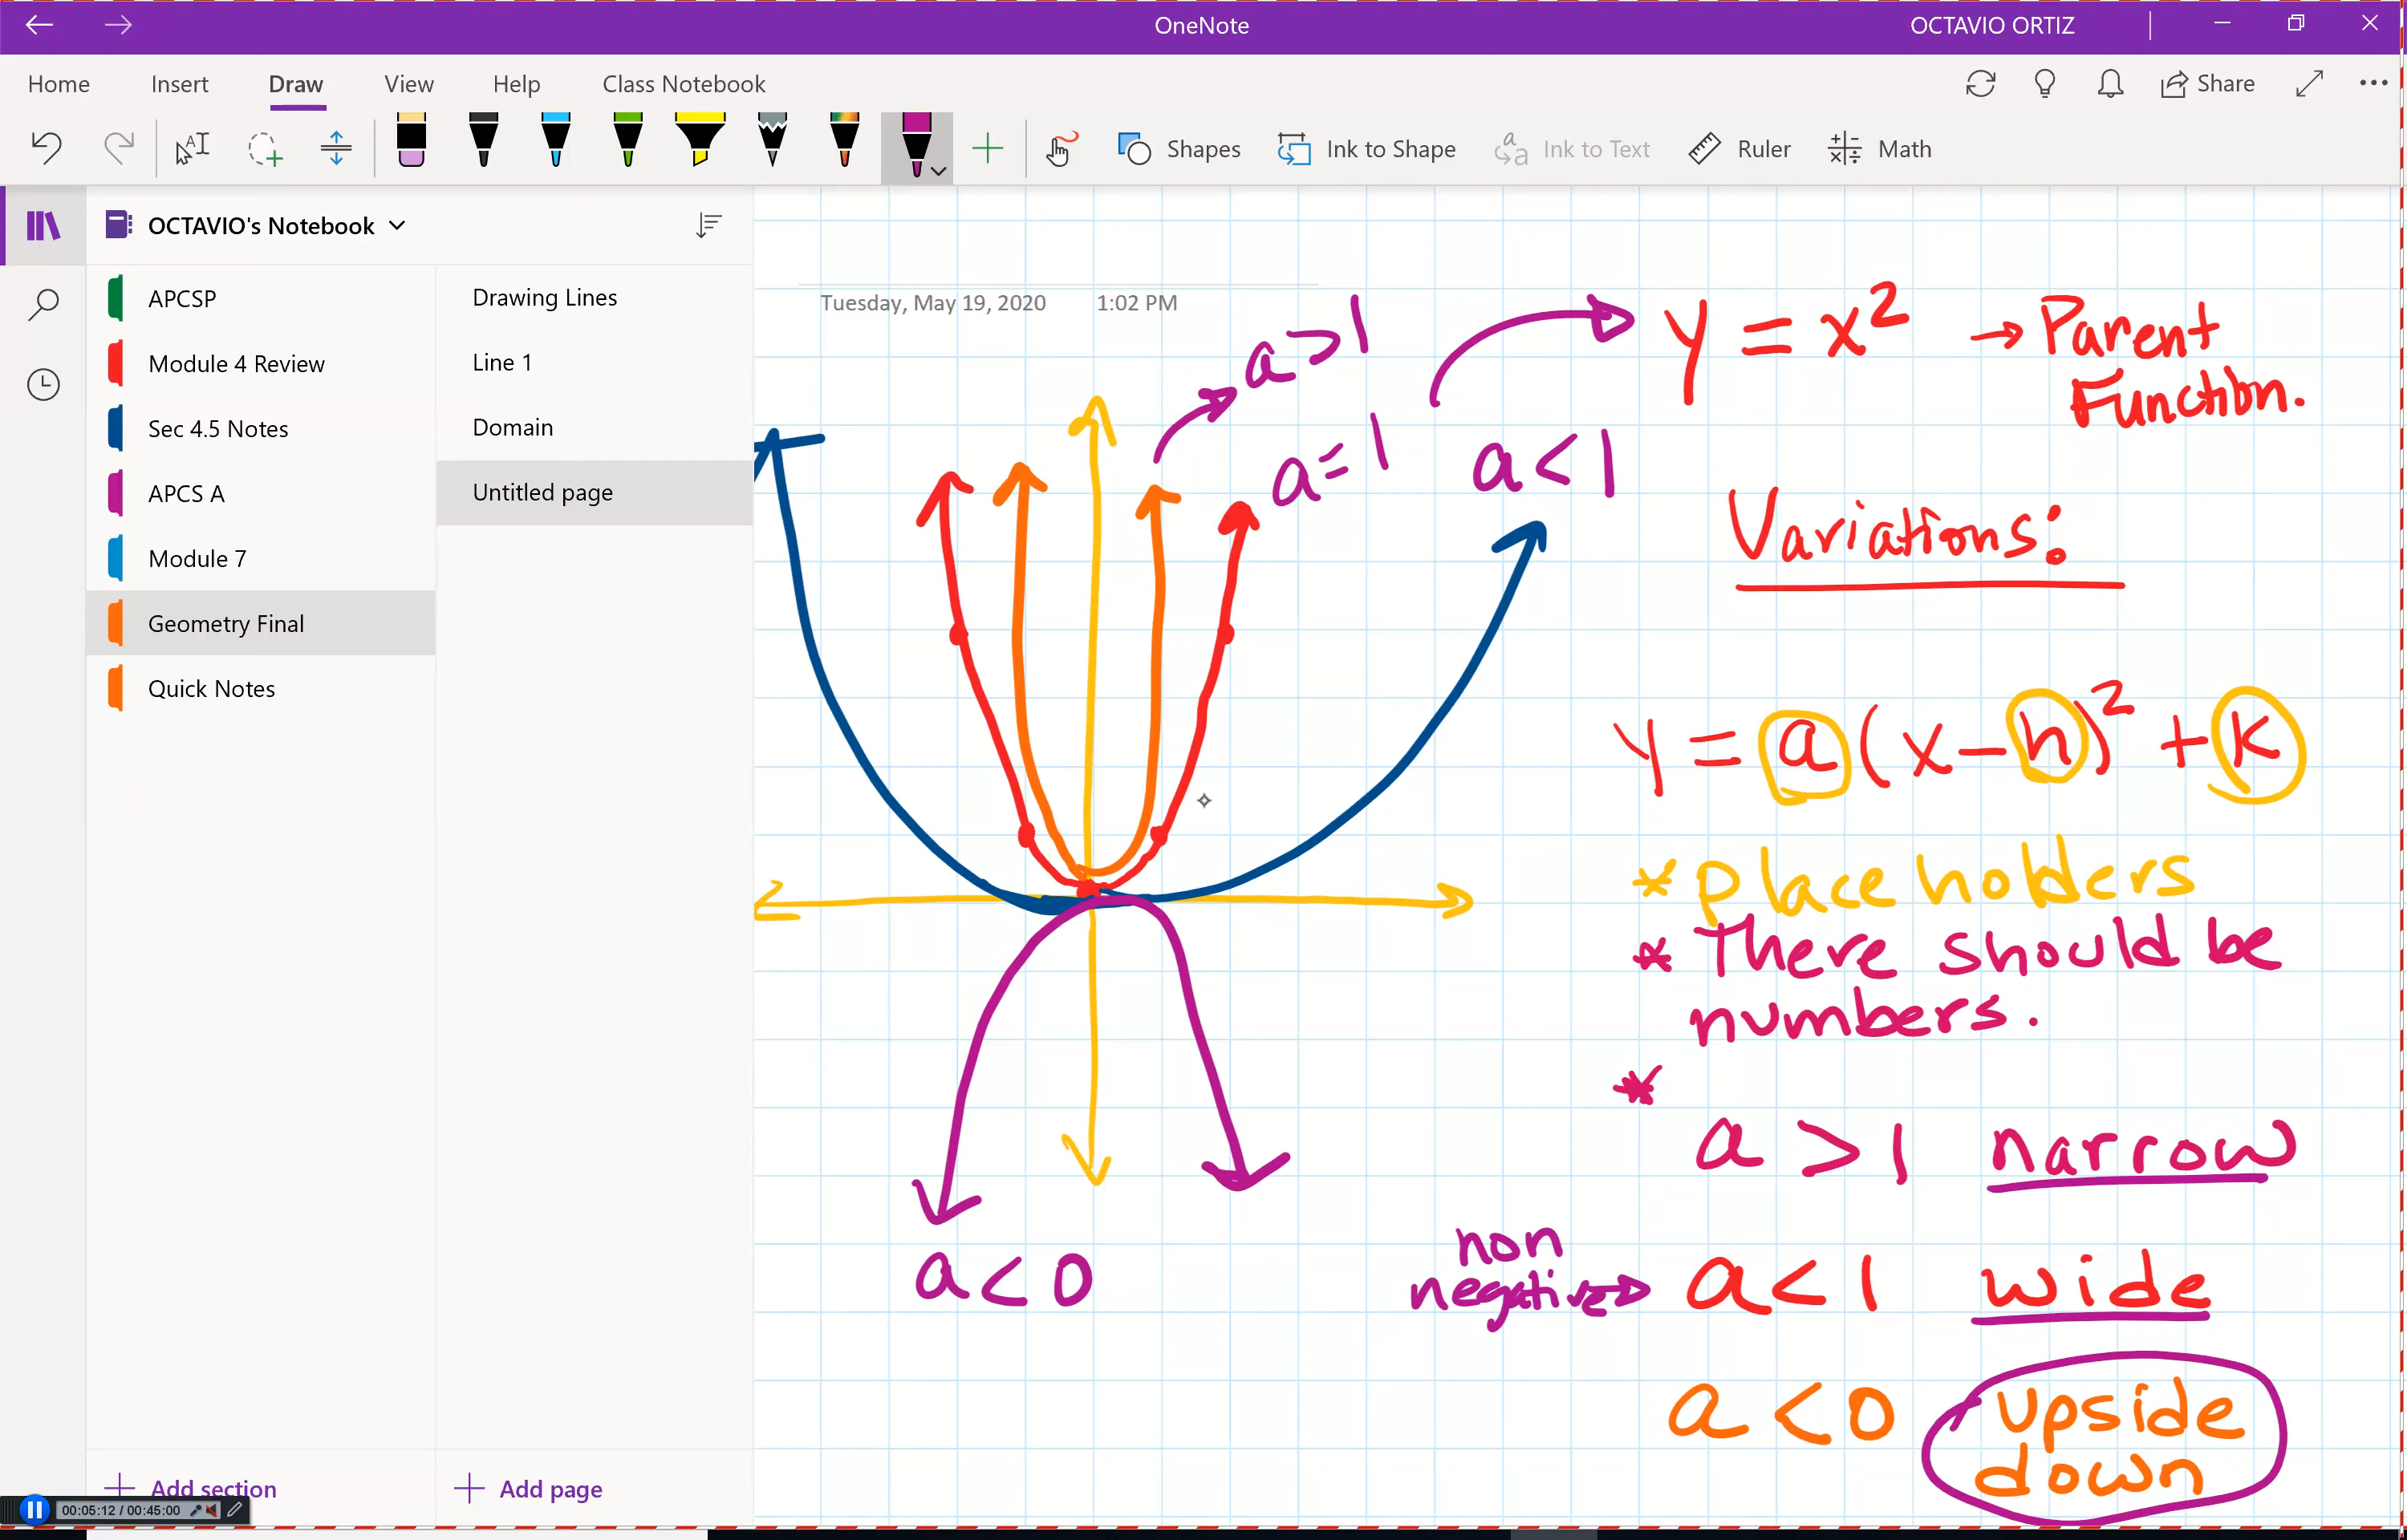 OneNote
OCTAVIO ORTIZ
Home Insert Draw View Help Class Notebook
Share
Shapes Ink to Shape Ink to Text Ruler Math
OCTAVIO's Notebook
APCSP
Module 4 Review
Sec 4.5 Notes
APCS A
Module 7
Geometry Final
Quick Notes
Drawing Lines
Line 1
Domain
Untitled page
Add section
Add page
00:05:12 / 00:45:00
Tuesday, May 19, 2020 1:02 PM
a > 1
a = 1
a < 1
a < 0
y = x² → Parent
Function.
Variations:
y = a(x-h)² + k
* place holders
* There should be
numbers.
*
a > 1 narrow
non
negative → a < 1 wide
a < 0 upside
down